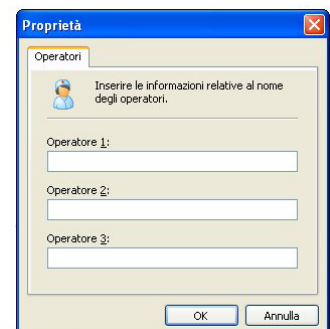 Proprietà
Operatori
Inserire le informazioni relative al nome
degli operatori.
Operatore 1:
Operatore 2:
Operatore 3:
OK
Annulla